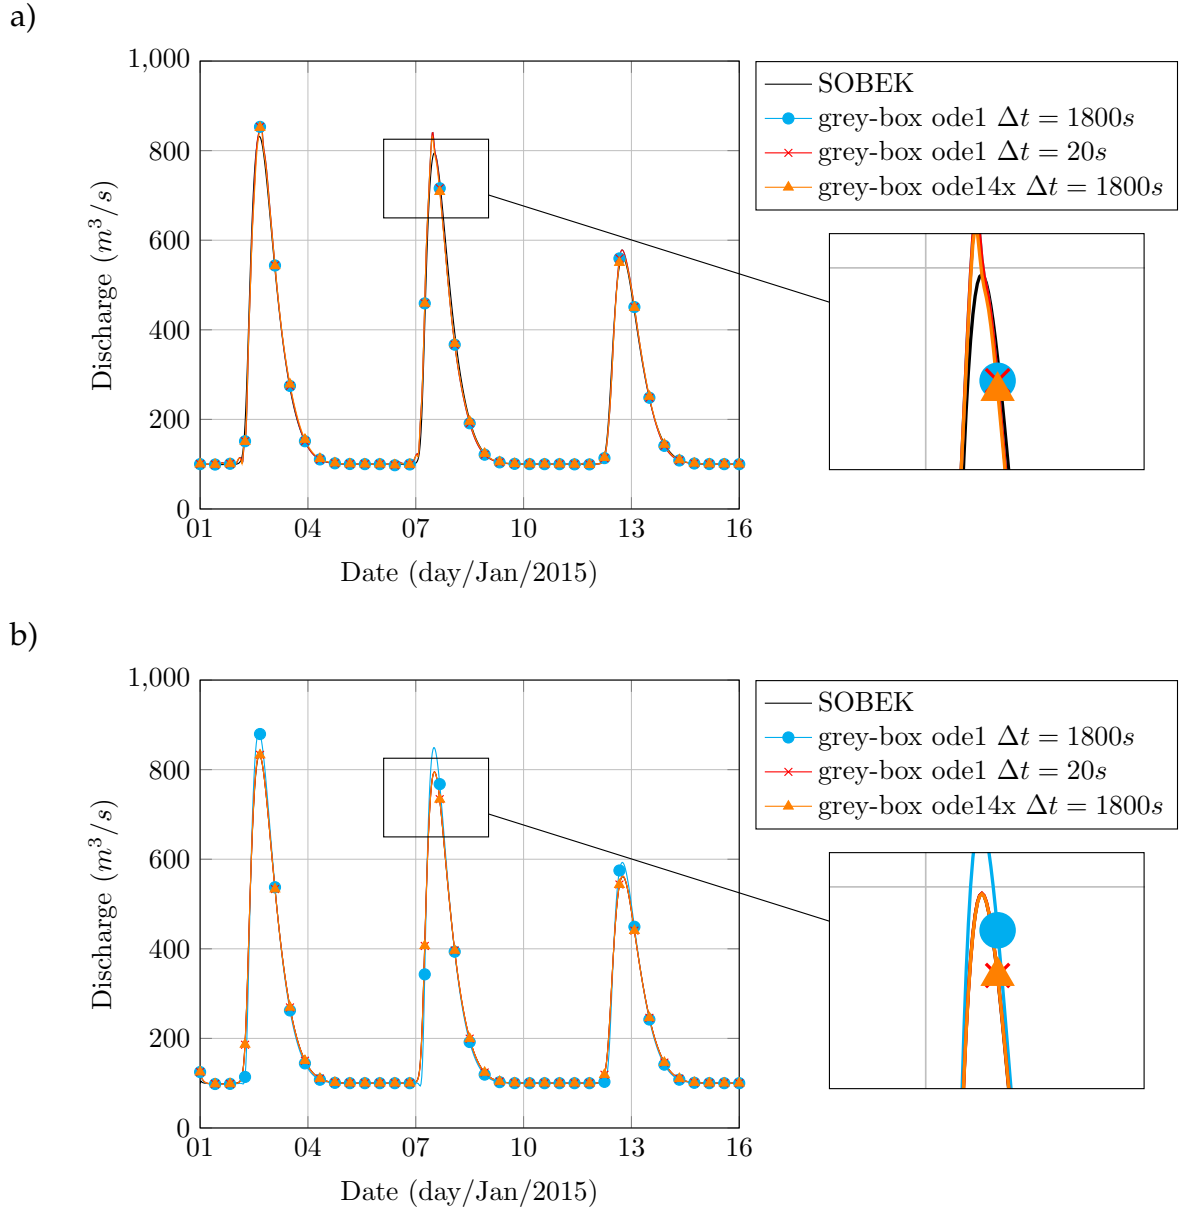 a)
1,000
800
600
400
200
0
Discharge (m³/s)
01 04 07 10 13 16
Date (day/Jan/2015)
SOBEK
grey-box ode1 Δt = 1800s
grey-box ode1 Δt = 20s
grey-box ode14x Δt = 1800s
b)
1,000
800
600
400
200
0
Discharge (m³/s)
01 04 07 10 13 16
Date (day/Jan/2015)
SOBEK
grey-box ode1 Δt = 1800s
grey-box ode1 Δt = 20s
grey-box ode14x Δt = 1800s